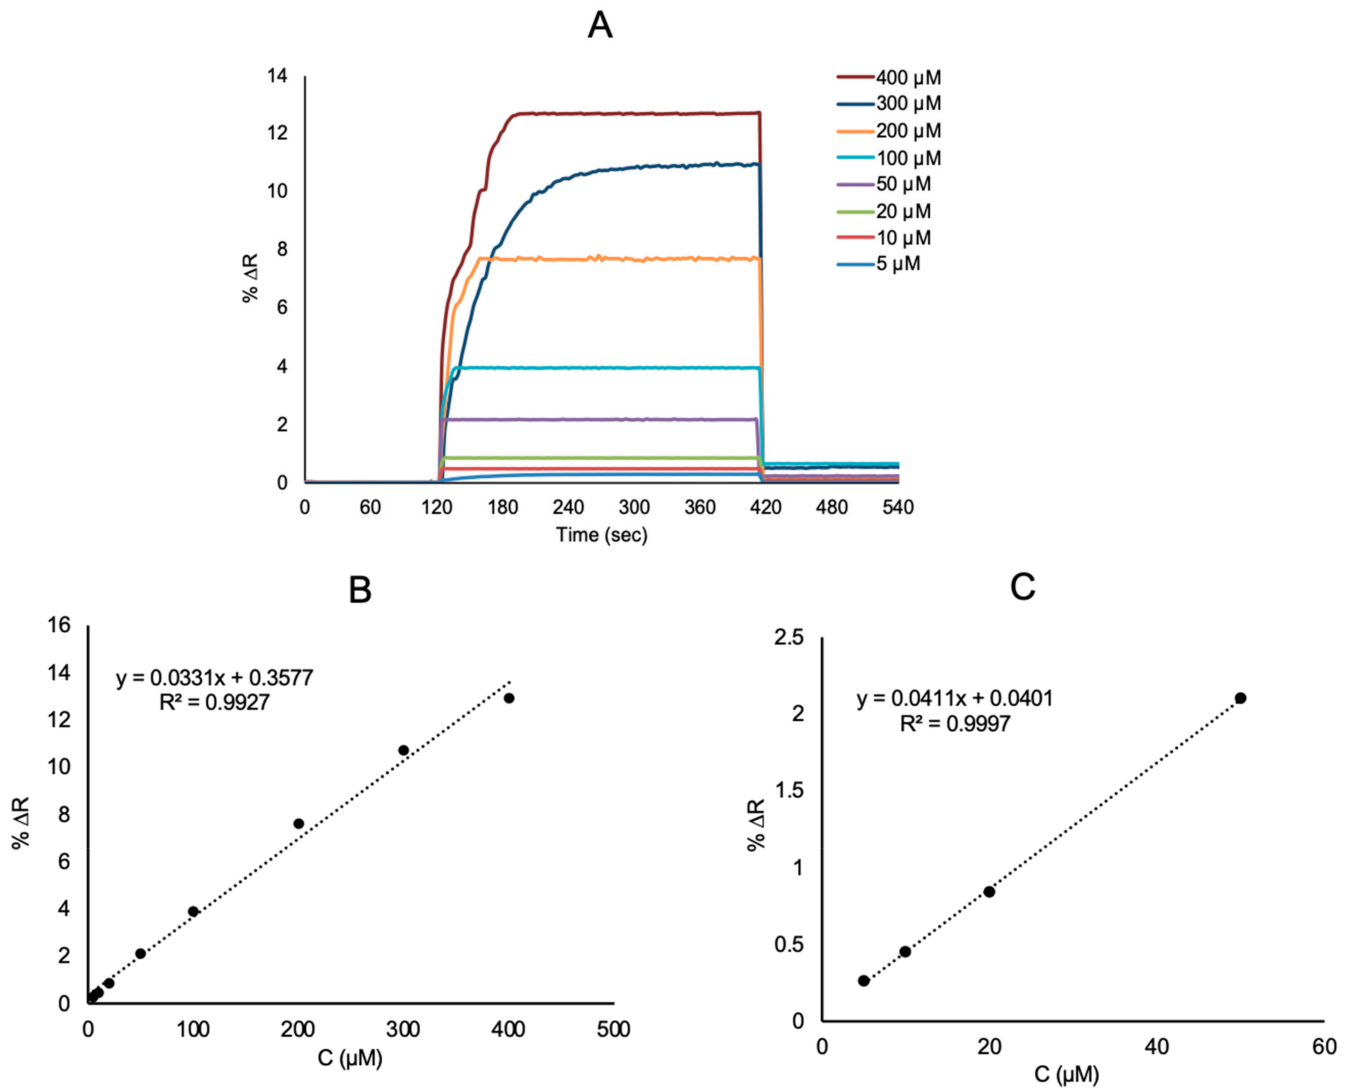 A
14
12
10
8
6
4
2
0
% ΔR
0 60 120 180 240 300 360 420 480 540
Time (sec)
400 µM
300 µM
200 µM
100 µM
50 µM
20 µM
10 µM
5 µM
B
16
14
12
10
8
6
4
2
0
% ΔR
y = 0.0331x + 0.3577
R² = 0.9927
0 100 200 300 400 500
C (µM)
C
2.5
2
1.5
1
0.5
0
% ΔR
y = 0.0411x + 0.0401
R² = 0.9997
0 20 40 60
C (µM)